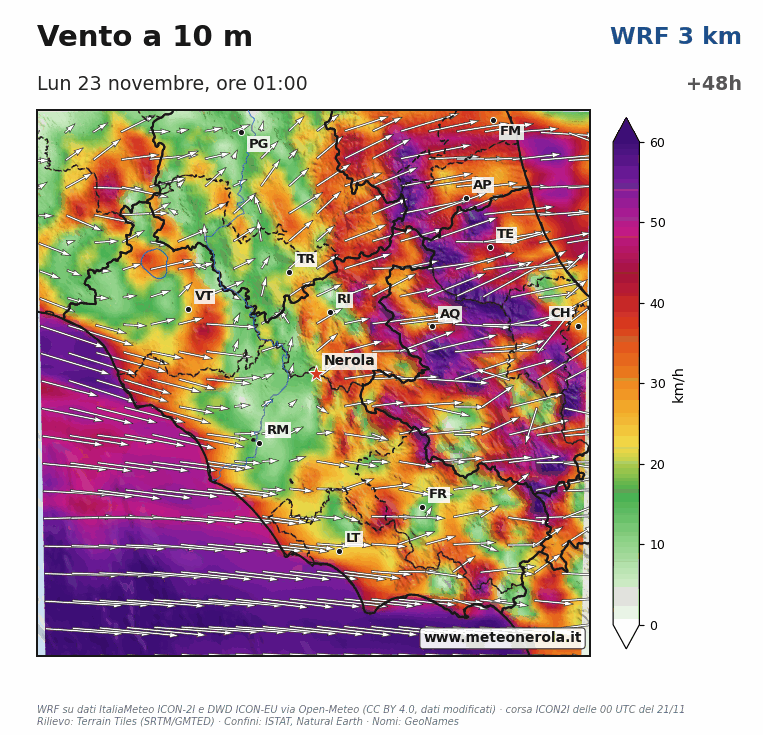 Vento a 10 m
WRF 3 km
Lun 23 novembre, ore 01:00
+48h
FM
PG
AP
TE
TR
VT
RI
AQ
CH
Nerola
RM
FR
LT
www.meteonerola.it
60
50
40
30
20
10
0
km/h
WRF su dati ItaliaMeteo ICON-2I e DWD ICON-EU via Open-Meteo (CC BY 4.0, dati modificati) · corsa ICON2I delle 00 UTC del 21/11
Rilievo: Terrain Tiles (SRTM/GMTED) · Confini: ISTAT, Natural Earth · Nomi: GeoNames